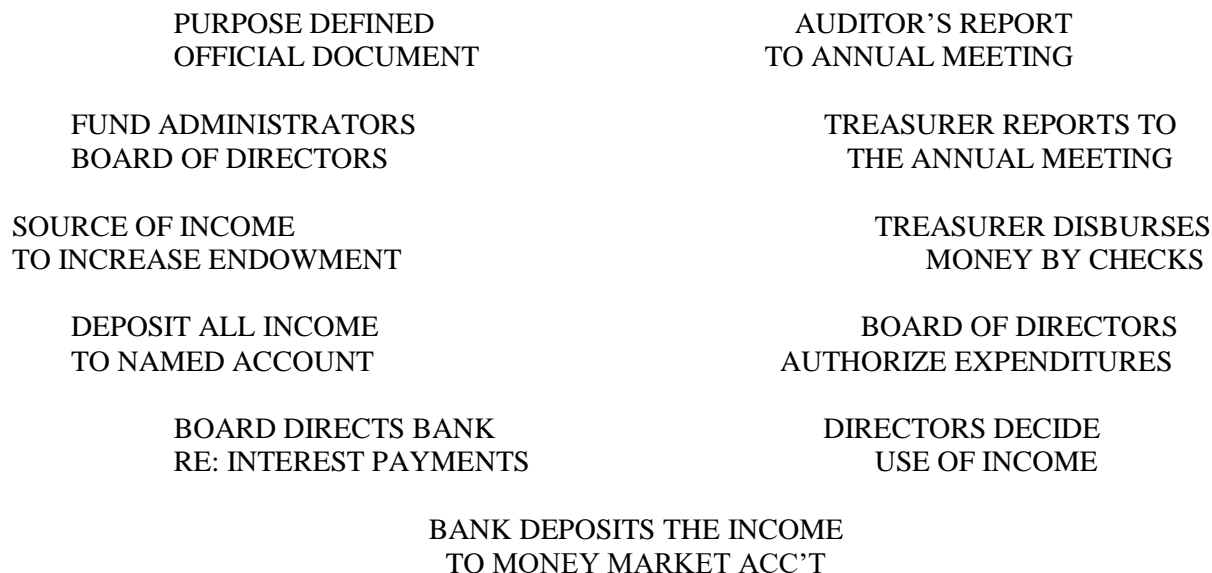 PURPOSE DEFINED AUDITOR’S REPORT
OFFICIAL DOCUMENT TO ANNUAL MEETING
FUND ADMINISTRATORS TREASURER REPORTS TO
BOARD OF DIRECTORS THE ANNUAL MEETING
SOURCE OF INCOME TREASURER DISBURSES
TO INCREASE ENDOWMENT MONEY BY CHECKS
DEPOSIT ALL INCOME BOARD OF DIRECTORS
TO NAMED ACCOUNT AUTHORIZE EXPENDITURES
BOARD DIRECTS BANK DIRECTORS DECIDE
RE: INTEREST PAYMENTS USE OF INCOME
BANK DEPOSITS THE INCOME
TO MONEY MARKET ACC’T